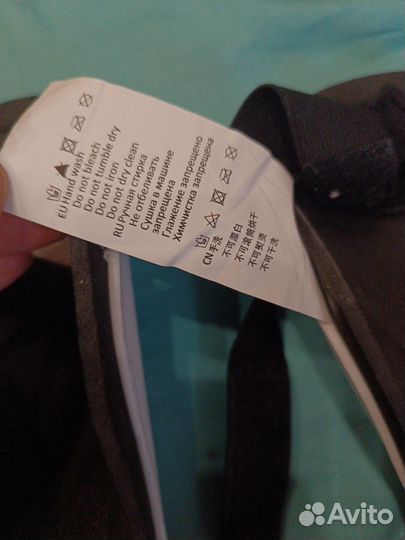 EU Hand wash
Do not bleach
Do not tumble dry
Do not iron
Do not dry clean
RU Ручная стирка
Не отбеливать
Сушка в машине
запрещена
Глажение запрещено
Химчистка запрещена
CN手洗
不可漂白
不可滚筒烘干
不可熨烫
不可干洗
Avito